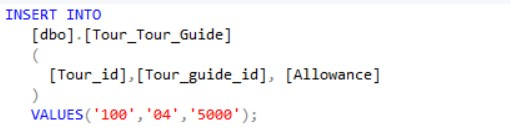 INSERT INTO
[dbo].[Tour_Tour_Guide]
(
[Tour_id],[Tour_guide_id], [Allowance]
)
VALUES('100','04','5000');